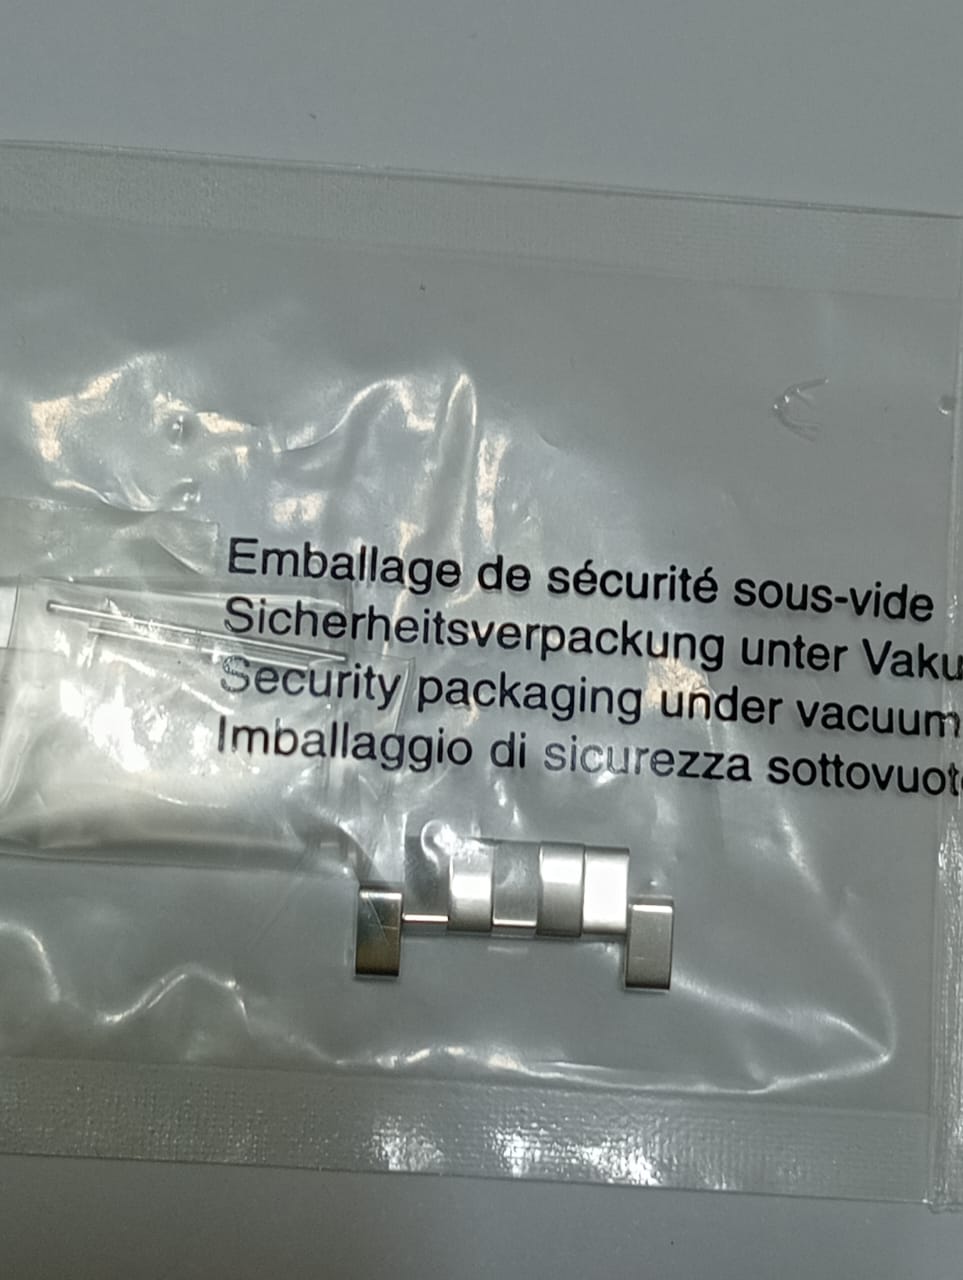 Emballage de sécurité sous-vide
Sicherheitsverpackung unter Vaku
Security packaging under vacuum
Imballaggio di sicurezza sottovuot